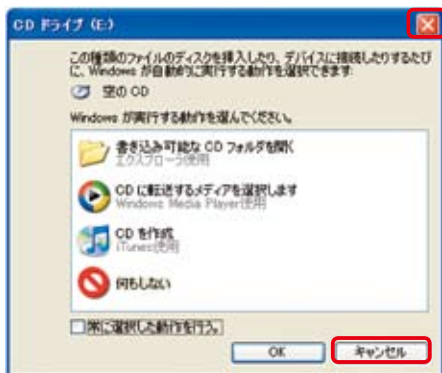 CD ドライブ (E:)
この種類のファイルのディスクを挿入したり、デバイスに接続したりするたび
に、Windows が自動的に実行する動作を選択できます:
空の CD
Windows が実行する動作を選んでください。
書き込み可能な CD フォルダを開く
エクスプローラ使用
CD に転送するメディアを選択します
Windows Media Player使用
CD を作成
iTunes使用
何もしない
常に選択した動作を行う。
OK
キャンセル